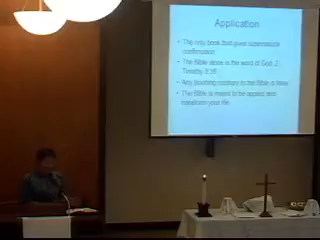 Application
• The only book that gives supernatural
confirmation
• The Bible alone is the word of God. 2
Timothy 3:16
• Any teaching contrary to the Bible is false
• The Bible is meant to be applied and
transform your life